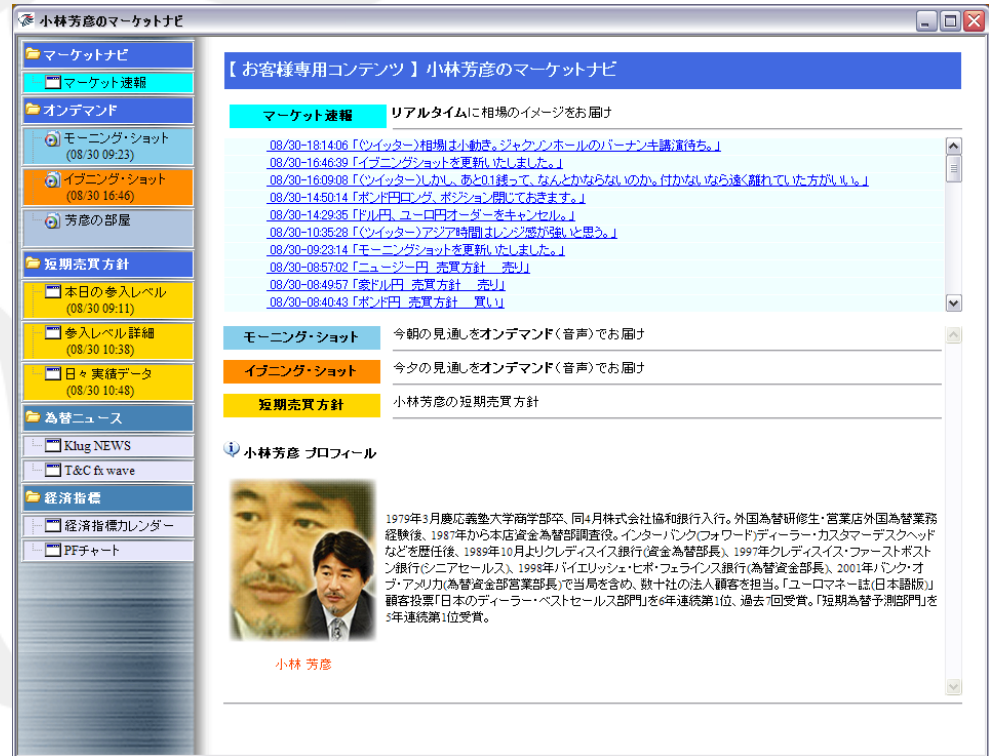 小林芳彦のマーケットナビ
マーケットナビ
マーケット速報
オンデマンド
モーニング・ショット
(08/30 09:23)
イブニング・ショット
(08/30 16:46)
芳彦の部屋
短期売買方針
本日の参入レベル
(08/30 09:11)
参入レベル詳細
(08/30 10:38)
日々実績データ
(08/30 10:48)
為替ニュース
Klug NEWS
T&C fx wave
経済指標
経済指標カレンダー
PFチャート
【 お客様専用コンテンツ 】 小林芳彦のマーケットナビ
マーケット速報 リアルタイムに相場のイメージをお届け
08/30-18:14:06 「(ツイッター)相場は小動き。ジャクソンホールのバーナンキ講演待ち。」
08/30-16:46:39 「イブニングショットを更新いたしました。」
08/30-16:09:08 「(ツイッター)しかし、あと0.1銭って、なんとかならないのか。付かないなら遠く離れていた方がいい。」
08/30-14:50:14 「ポンド円ロング、ポジション閉じておきます。」
08/30-14:29:35 「ドル円、ユーロ円オーダーをキャンセル。」
08/30-10:35:28 「(ツイッター)アジア時間はレンジ感が強いと思う。」
08/30-09:23:14 「モーニングショットを更新いたしました。」
08/30-08:57:02 「ニュージー円 売買方針 売り」
08/30-08:49:57 「豪ドル円 売買方針 売り」
08/30-08:40:43 「ポンド円 売買方針 買い」
モーニング・ショット 今朝の見通しをオンデマンド(音声)でお届け
イブニング・ショット 今夕の見通しをオンデマンド(音声)でお届け
短期売買方針 小林芳彦の短期売買方針
小林芳彦 プロフィール
1979年3月慶応義塾大学商学部卒、同4月株式会社協和銀行入行。外国為替研修生・営業店外国為替業務
経験後、1987年から本店資金為替部調査役。インターバンク(フォワード)ディーラー・カスタマーデスクヘッド
などを歴任後、1989年10月よりクレディスイス銀行(資金為替部長)、1997年クレディスイス・ファーストボスト
ン銀行(シニアセールス)、1998年バイエリッシェ・ヒポ・フェラインス銀行(為替資金部長)、2001年バンク・オ
ブ・アメリカ(為替資金部営業部長)で当局を含め、数十社の法人顧客を担当。「ユーロマネー誌(日本語版)」
顧客投票「日本のディーラー・ベストセールス部門」を6年連続第1位、過去7回受賞。「短期為替予測部門」を
5年連続第1位受賞。
小林 芳彦